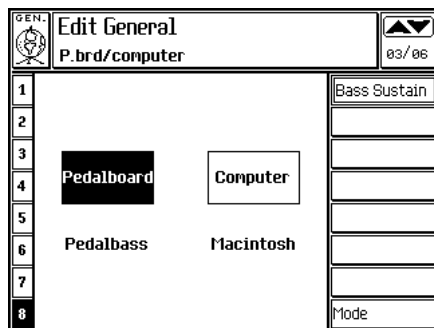 GEN.
Edit General
P.brd/computer
03/06
1
Bass Sustain
2
3
Pedalboard Computer
4
5
Pedalbass Macintosh
6
7
8
Mode